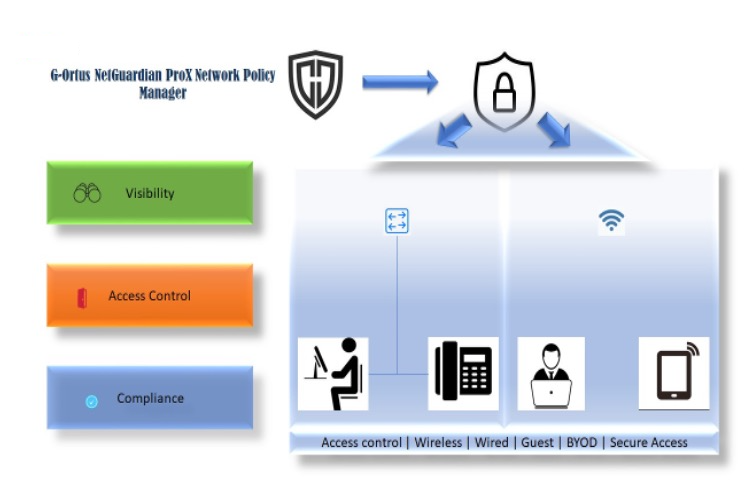 G-Ortus NetGuardian ProX Network Policy
Manager
Visibility
Access Control
Compliance
Access control | Wireless | Wired | Guest | BYOD | Secure Access